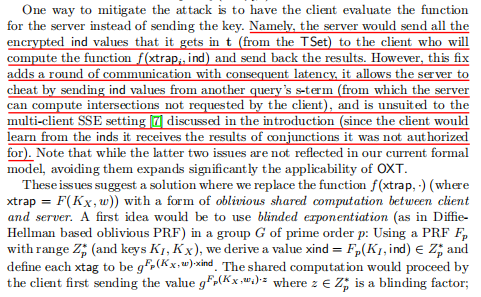 One way to mitigate the attack is to have the client evaluate the function
for the server instead of sending the key. Namely, the server would send all the
encrypted ind values that it gets in t (from the TSet) to the client who will
compute the function f(xtrapᵢ, ind) and send back the results. However, this fix
adds a round of communication with consequent latency, it allows the server to
cheat by sending ind values from another query's s-term (from which the server
can compute intersections not requested by the client), and is unsuited to the
multi-client SSE setting [7] discussed in the introduction (since the client would
learn from the inds it receives the results of conjunctions it was not authorized
for). Note that while the latter two issues are not reflected in our current formal
model, avoiding them expands significantly the applicability of OXT.
These issues suggest a solution where we replace the function f(xtrap, ·) (where
xtrap = F(K_X, w)) with a form of oblivious shared computation between client
and server. A first idea would be to use blinded exponentiation (as in Diffie-
Hellman based oblivious PRF) in a group G of prime order p: Using a PRF F_p
with range Z_p^* (and keys K_I, K_X), we derive a value xind = F_p(K_I, ind) ∈ Z_p^* and
define each xtag to be g^{F_p(K_X,w)·xind}. The shared computation would proceed by
the client first sending the value g^{F_p(K_X,w_i)·z} where z ∈ Z_p^* is a blinding factor;